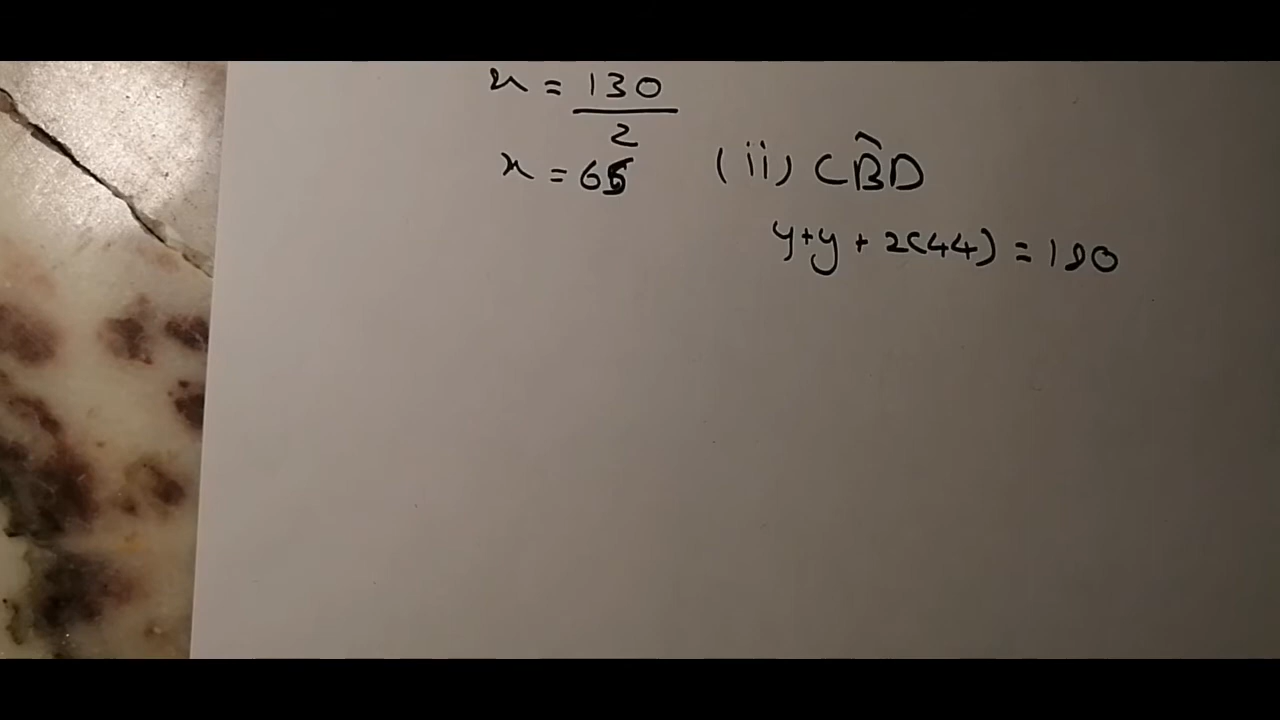 x = 130
2
x = 65
(ii) CB̂D
y+y + 2(44) = 180